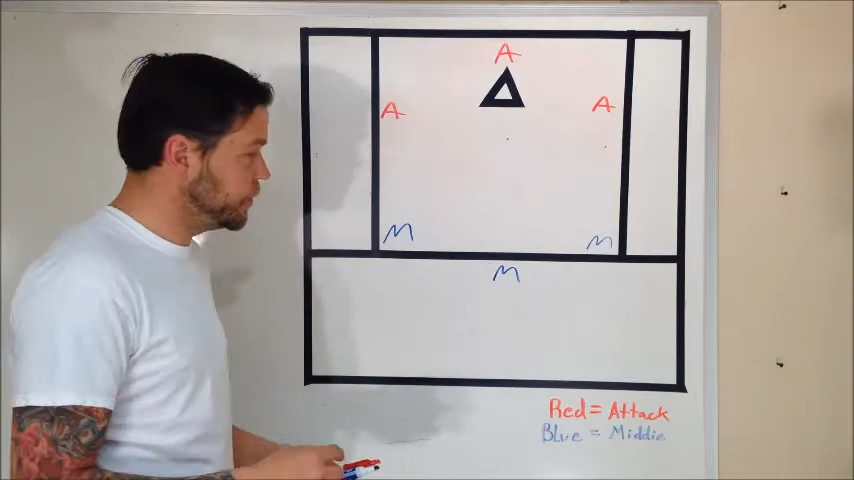 A
A A
M M
M
Red = Attack
Blue = Middie